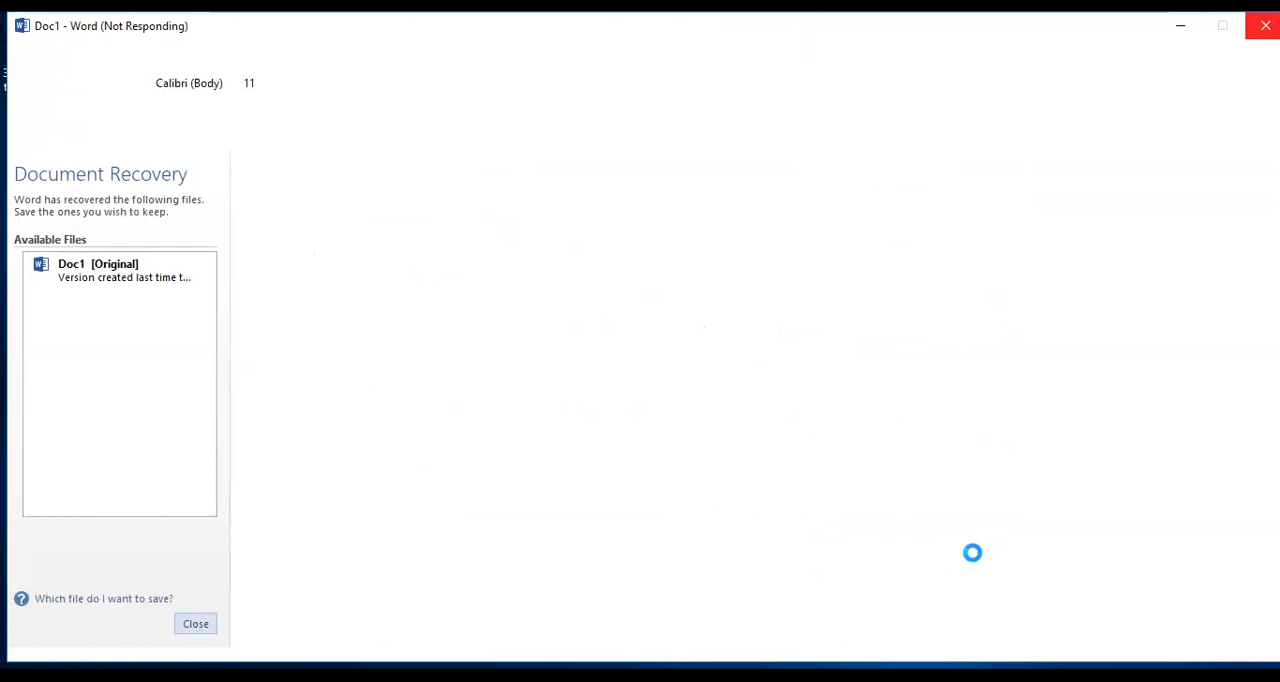 Doc1 - Word (Not Responding)
Calibri (Body) 11
Document Recovery
Word has recovered the following files.
Save the ones you wish to keep.
Available Files
Doc1 [Original]
Version created last time t...
Which file do I want to save?
Close